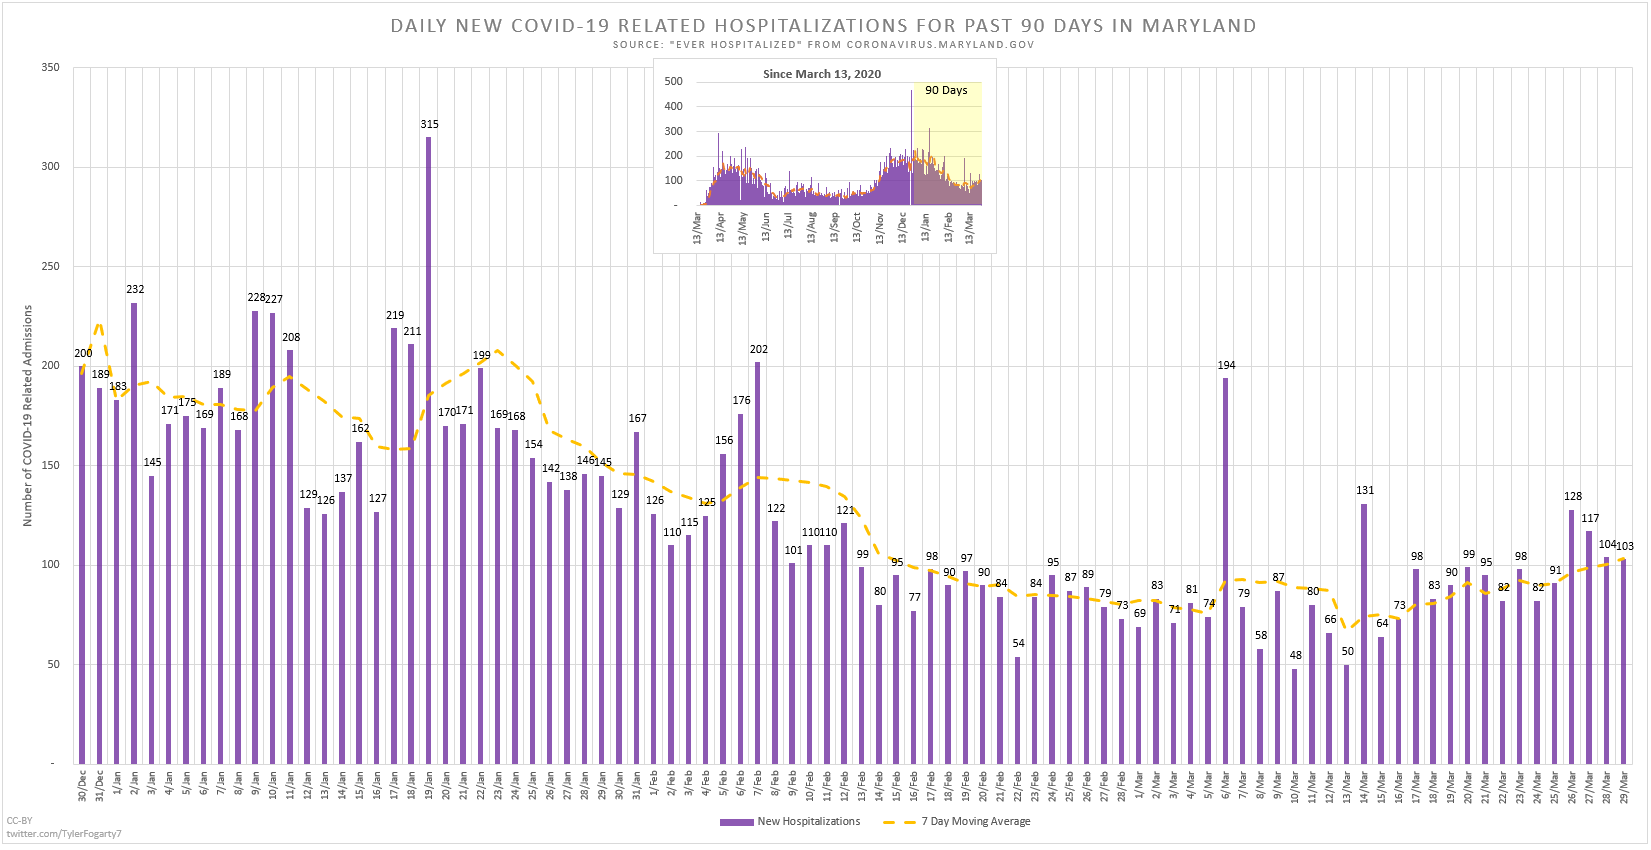 DAILY NEW COVID-19 RELATED HOSPITALIZATIONS FOR PAST 90 DAYS IN MARYLAND
SOURCE: "EVER HOSPITALIZED" FROM CORONAVIRUS.MARYLAND.GOV
Since March 13, 2020
90 Days
500
400
300
200
100
-
13/Mar 13/Apr 13/May 13/Jun 13/Jul 13/Aug 13/Sep 13/Oct 13/Nov 13/Dec 13/Jan 13/Feb 13/Mar
Number of COVID-19 Related Admissions
350
300
250
200
150
100
50
-
200 189 183 232 145 171 175 169 189 168 228 227 208 129 126 137 162 127 219 211 315 170 171 199 169 168 154 142 138 146 145 129 167 126 110 115 125 156 176 202 122 101 110 110 121 99 80 95 77 98 90 97 90 84 54 84 95 87 89 79 73 69 83 71 81 74 194 79 58 87 48 80 66 50 131 64 73 98 83 90 99 95 82 98 82 91 128 117 104 103
30/Dec 31/Dec 1/Jan 2/Jan 3/Jan 4/Jan 5/Jan 6/Jan 7/Jan 8/Jan 9/Jan 10/Jan 11/Jan 12/Jan 13/Jan 14/Jan 15/Jan 16/Jan 17/Jan 18/Jan 19/Jan 20/Jan 21/Jan 22/Jan 23/Jan 24/Jan 25/Jan 26/Jan 27/Jan 28/Jan 29/Jan 30/Jan 31/Jan 1/Feb 2/Feb 3/Feb 4/Feb 5/Feb 6/Feb 7/Feb 8/Feb 9/Feb 10/Feb 11/Feb 12/Feb 13/Feb 14/Feb 15/Feb 16/Feb 17/Feb 18/Feb 19/Feb 20/Feb 21/Feb 22/Feb 23/Feb 24/Feb 25/Feb 26/Feb 27/Feb 28/Feb 1/Mar 2/Mar 3/Mar 4/Mar 5/Mar 6/Mar 7/Mar 8/Mar 9/Mar 10/Mar 11/Mar 12/Mar 13/Mar 14/Mar 15/Mar 16/Mar 17/Mar 18/Mar 19/Mar 20/Mar 21/Mar 22/Mar 23/Mar 24/Mar 25/Mar 26/Mar 27/Mar 28/Mar 29/Mar
New Hospitalizations
7 Day Moving Average
CC-BY
twitter.com/TylerFogarty7